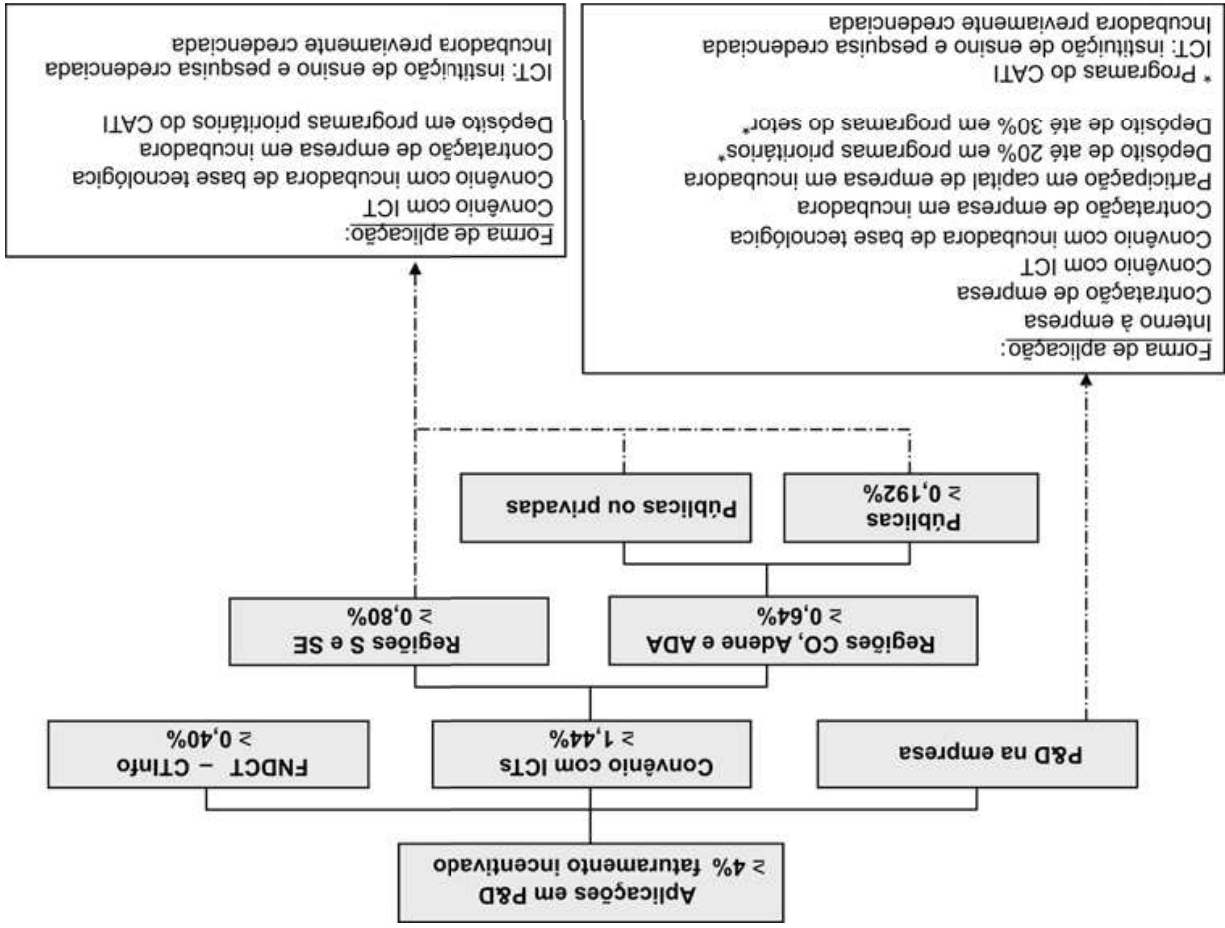 Aplicações em P&D
≥ 4% faturamento incentivado
P&D na empresa
Convênio com ICTs
≥ 1,44%
FNDCT – CTInfo
≥ 0,40%
Regiões CO, Adene e ADA
≥ 0,64%
Regiões S e SE
≥ 0,80%
Públicas
≥ 0,192%
Públicas ou privadas
Forma de aplicação:
Interno à empresa
Contratação de empresa
Convênio com ICT
Convênio com incubadora de base tecnológica
Contratação de empresa em incubadora
Participação em capital de empresa em incubadora
Depósito de até 20% em programas prioritários*
Depósito de até 30% em programas do setor*
* Programas do CATI
ICT: instituição de ensino e pesquisa credenciada
Incubadora previamente credenciada
Forma de aplicação:
Convênio com ICT
Convênio com incubadora de base tecnológica
Contratação de empresa em incubadora
Depósito em programas prioritários do CATI
ICT: instituição de ensino e pesquisa credenciada
Incubadora previamente credenciada